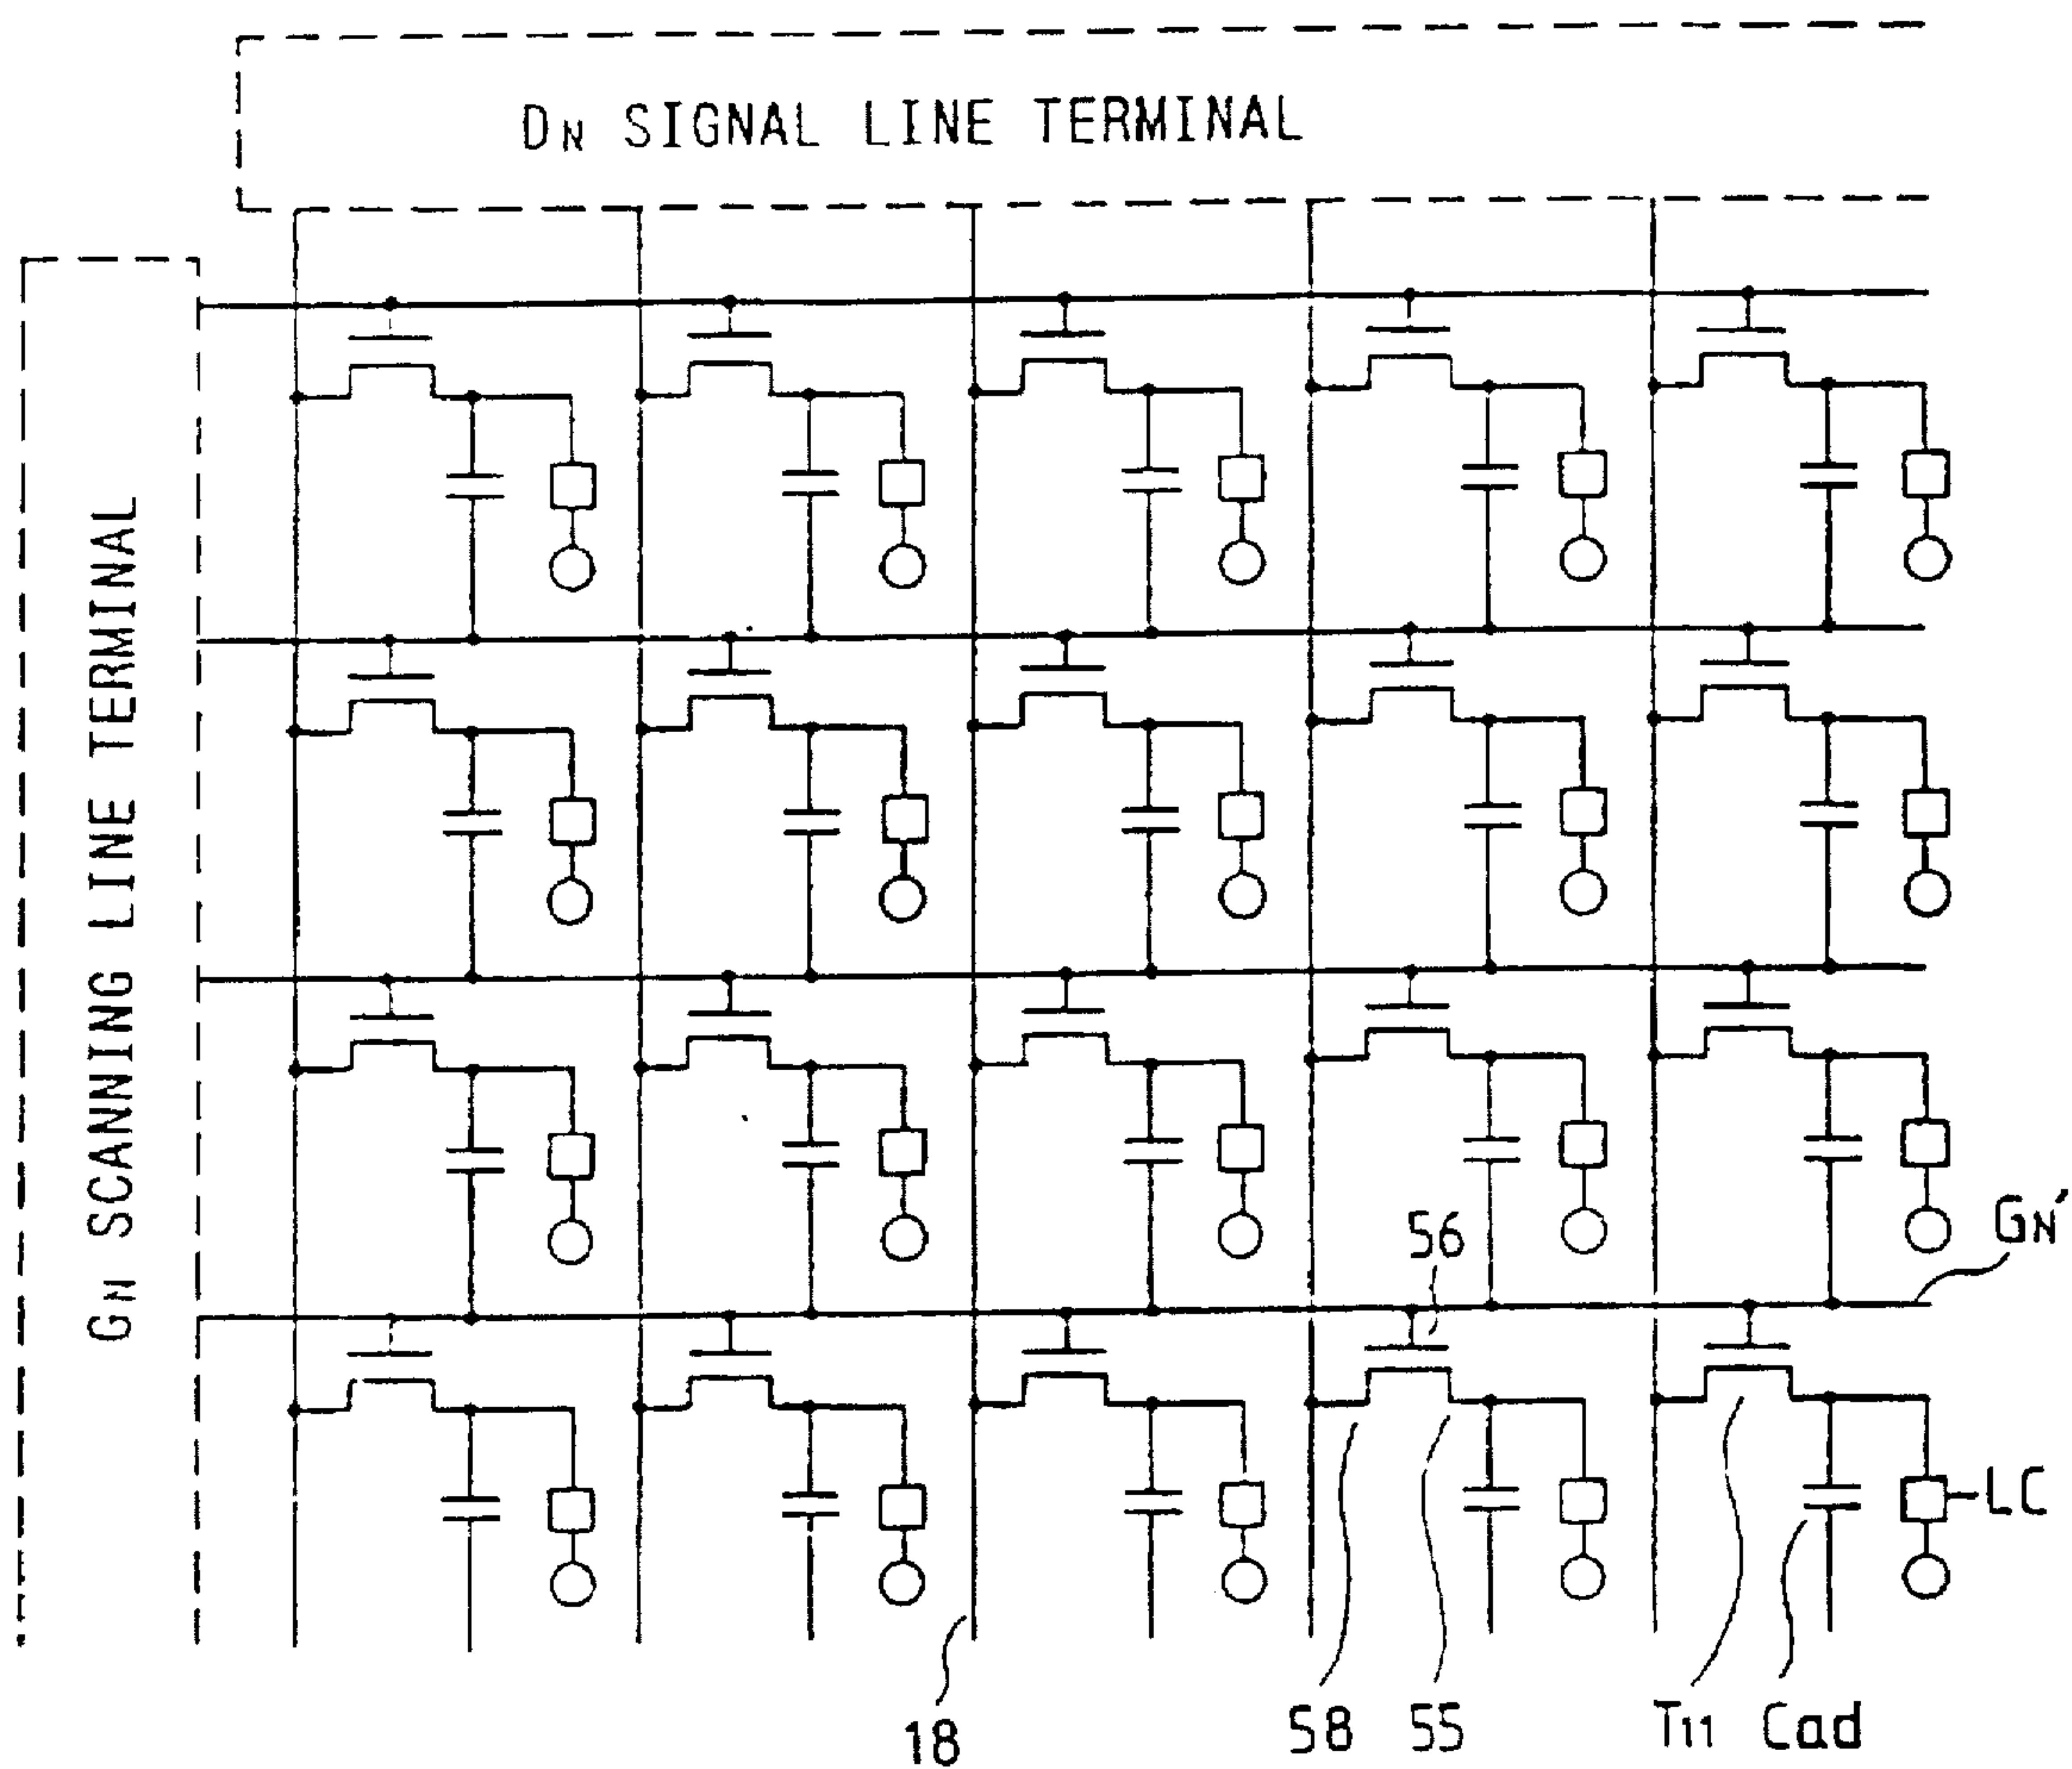 DN SIGNAL LINE TERMINAL
GN SCANNING LINE TERMINAL
56
GN'
LC
18
58
55
T11
Cad